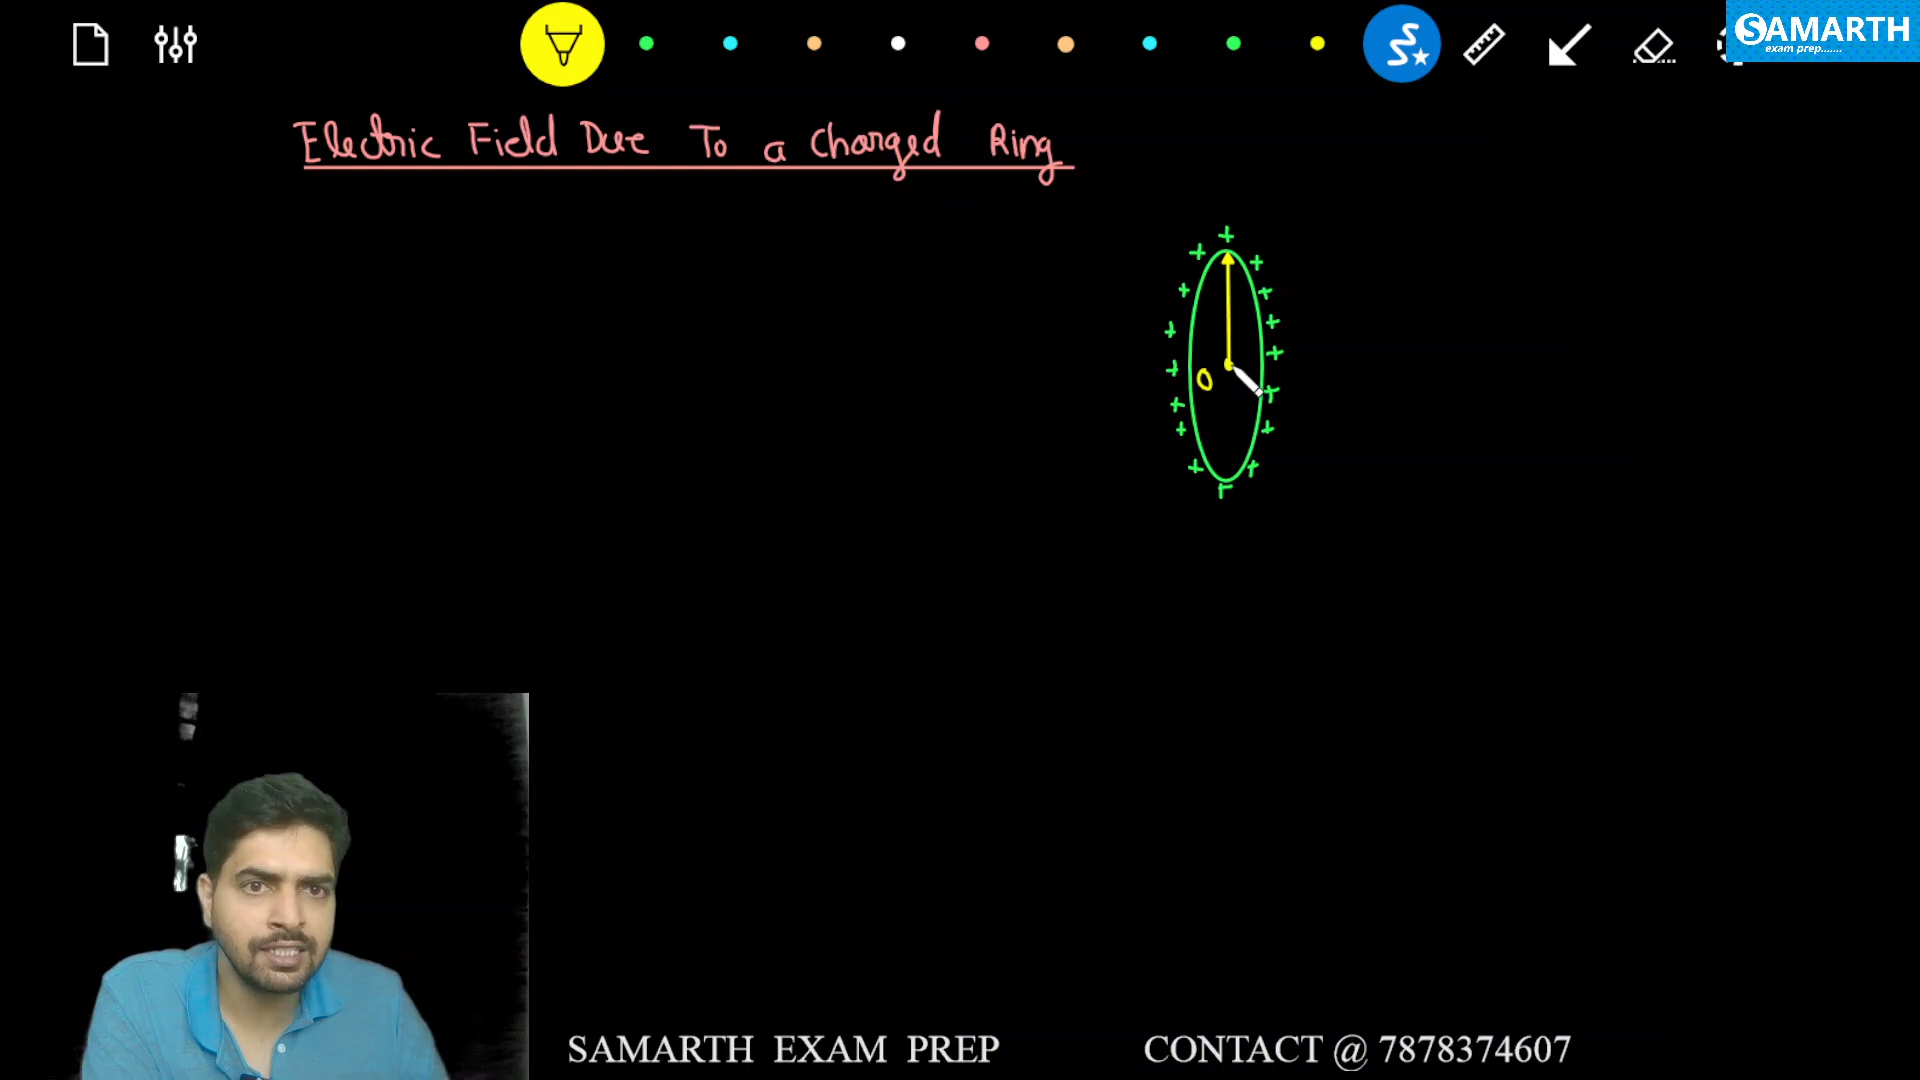 SAMARTH
exam prep.......
Electric Field Due To a Charged Ring
O
SAMARTH EXAM PREP CONTACT @ 7878374607